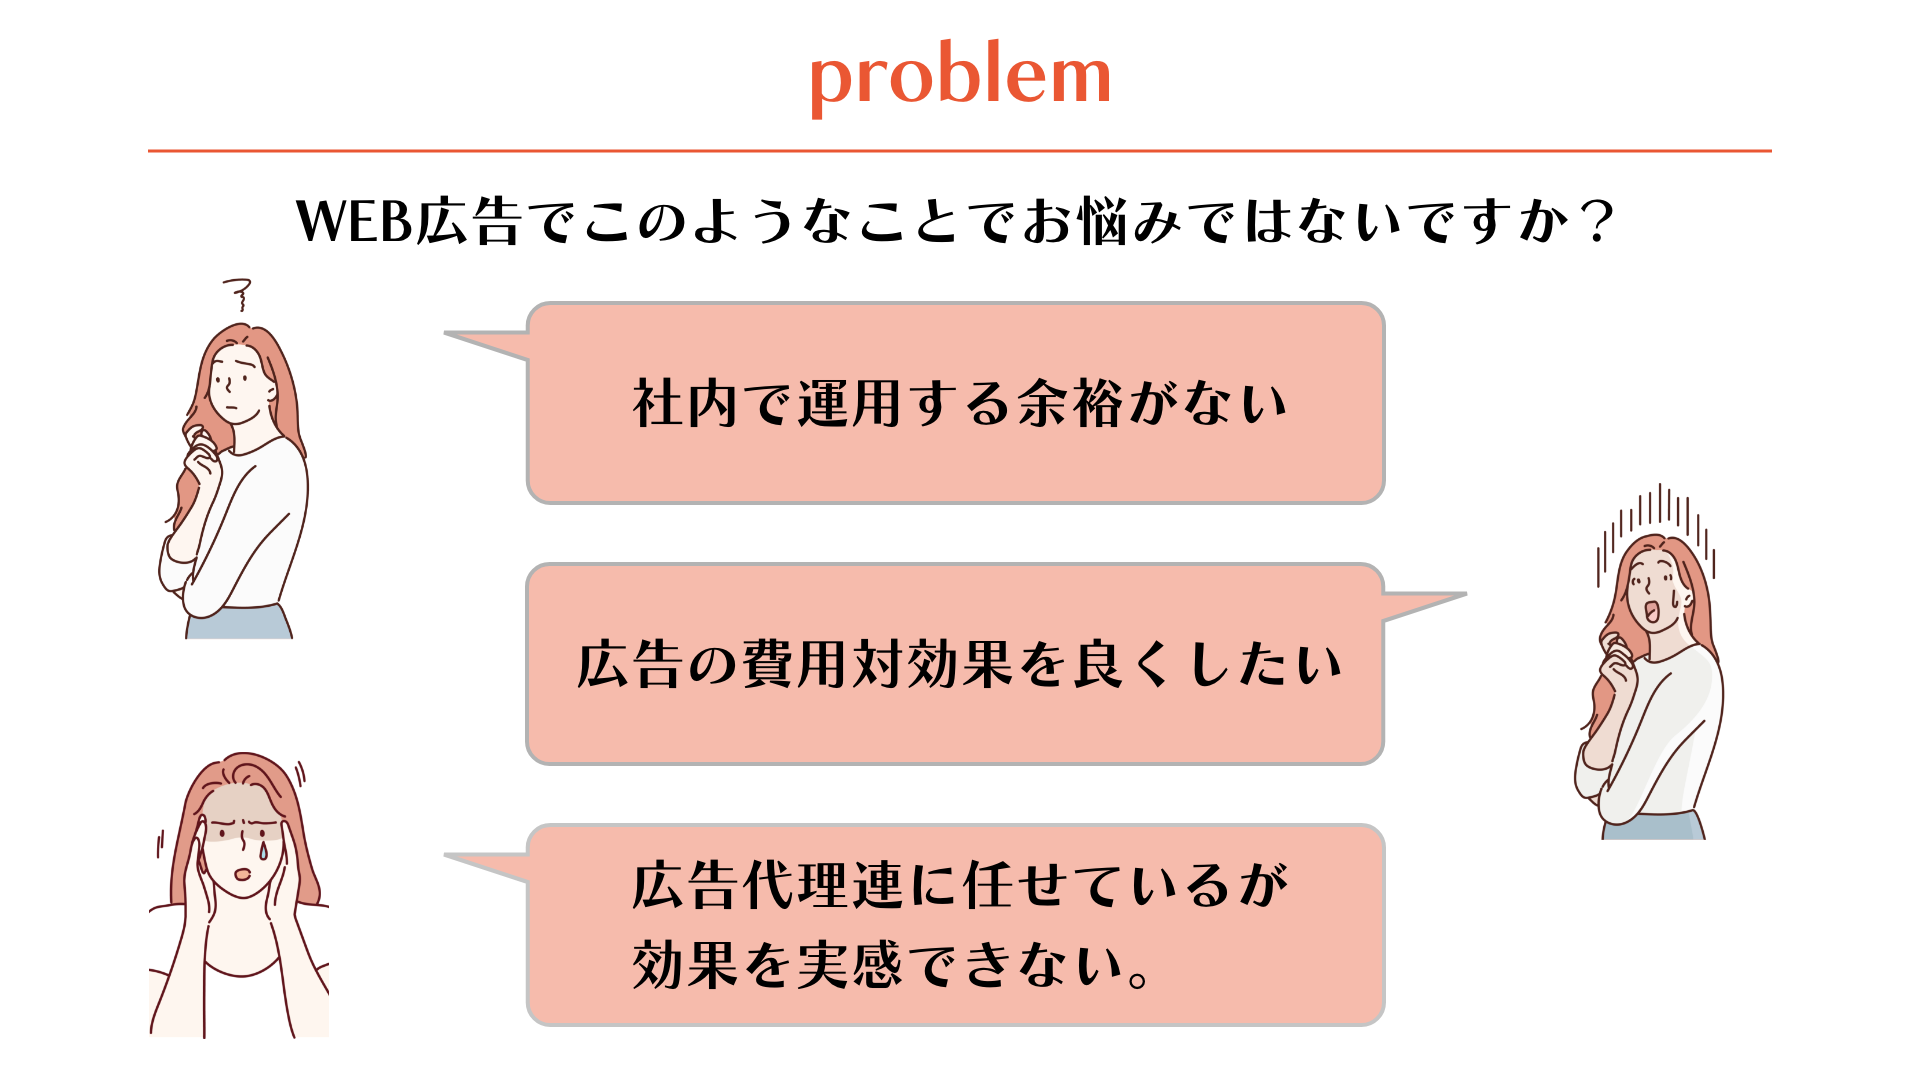 problem
WEB広告でこのようなことでお悩みではないですか？
社内で運用する余裕がない
広告の費用対効果を良くしたい
広告代理連に任せているが
効果を実感できない。